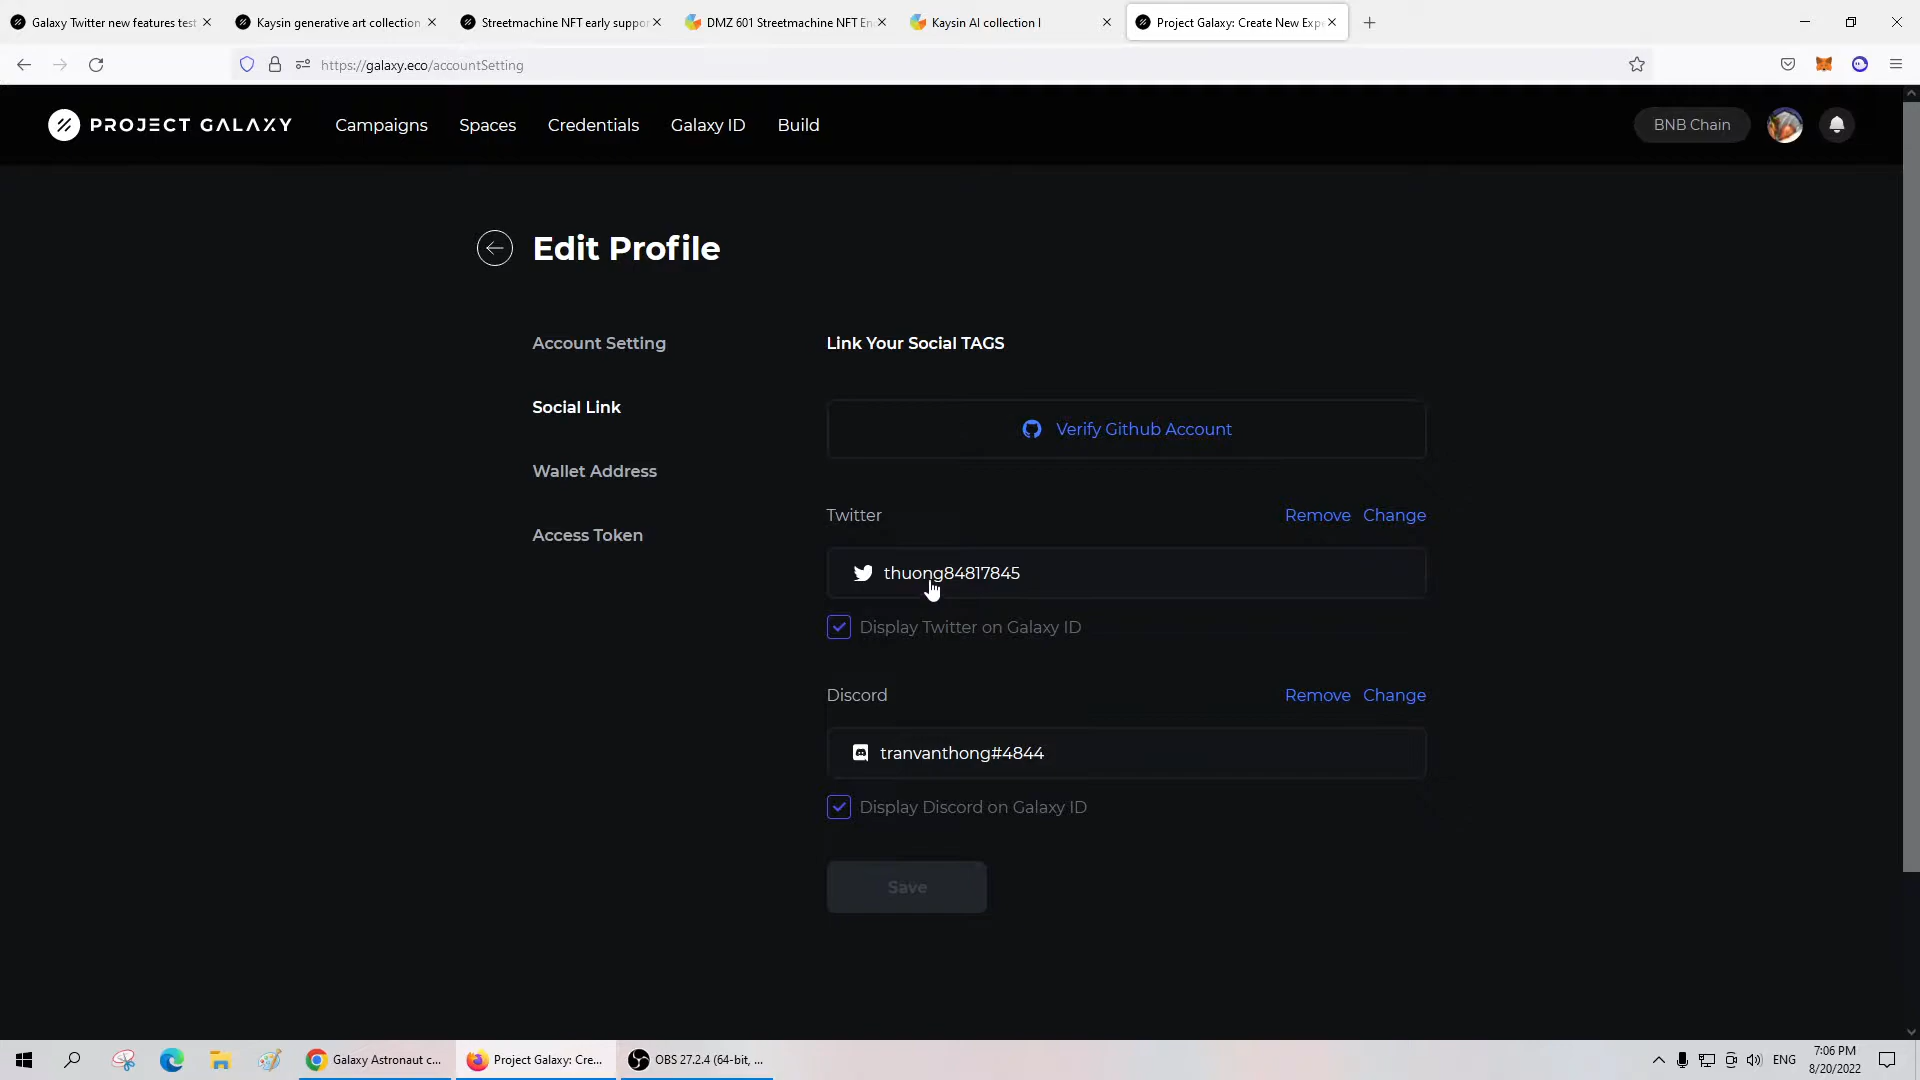 Galaxy Twitter new features test
Kaysin generative art collection
Streetmachine NFT early suppor
DMZ 601 Streetmachine NFT En
Kaysin AI collection I
Project Galaxy: Create New Expe
https://galaxy.eco/accountSetting
PROJECT GALAXY
Campaigns
Spaces
Credentials
Galaxy ID
Build
BNB Chain
Edit Profile
Account Setting
Social Link
Wallet Address
Access Token
Link Your Social TAGS
Verify Github Account
Twitter
Remove Change
thuong84817845
Display Twitter on Galaxy ID
Discord
Remove Change
tranvanthong#4844
Display Discord on Galaxy ID
Save
Galaxy Astronaut c...
Project Galaxy: Cre...
OBS 27.2.4 (64-bit, ...
ENG
7:06 PM
8/20/2022